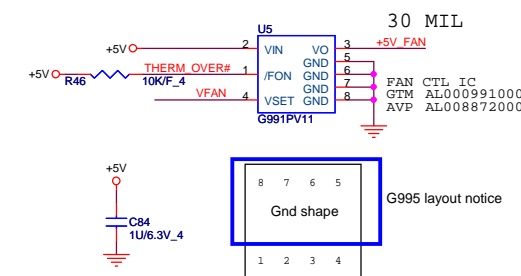 30 MIL
U5
+5V
2
VIN
VO
3
+5V_FAN
GND
5
+5V
R46
THERM_OVER#
10K/F_4
1
/FON
GND
6
GND
7
VFAN
4
VSET
GND
8
G991PV11
FAN CTL IC
GTM AL000991000
AVP AL008872000
+5V
C84
1U/6.3V_4
8 7 6 5
Gnd shape
G995 layout notice
1 2 3 4